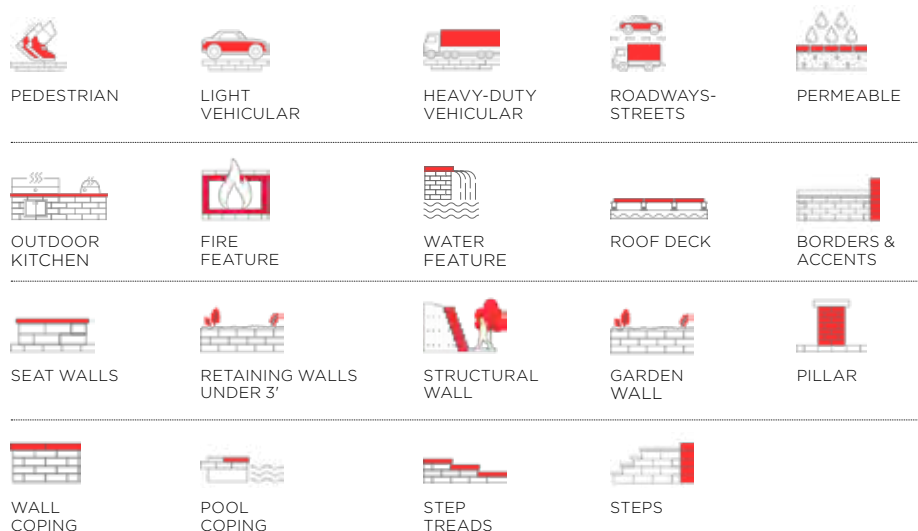 PEDESTRIAN
LIGHT
VEHICULAR
HEAVY-DUTY
VEHICULAR
ROADWAYS-
STREETS
PERMEABLE
OUTDOOR
KITCHEN
FIRE
FEATURE
WATER
FEATURE
ROOF DECK
BORDERS &
ACCENTS
SEAT WALLS
RETAINING WALLS
UNDER 3'
STRUCTURAL
WALL
GARDEN
WALL
PILLAR
WALL
COPING
POOL
COPING
STEP
TREADS
STEPS